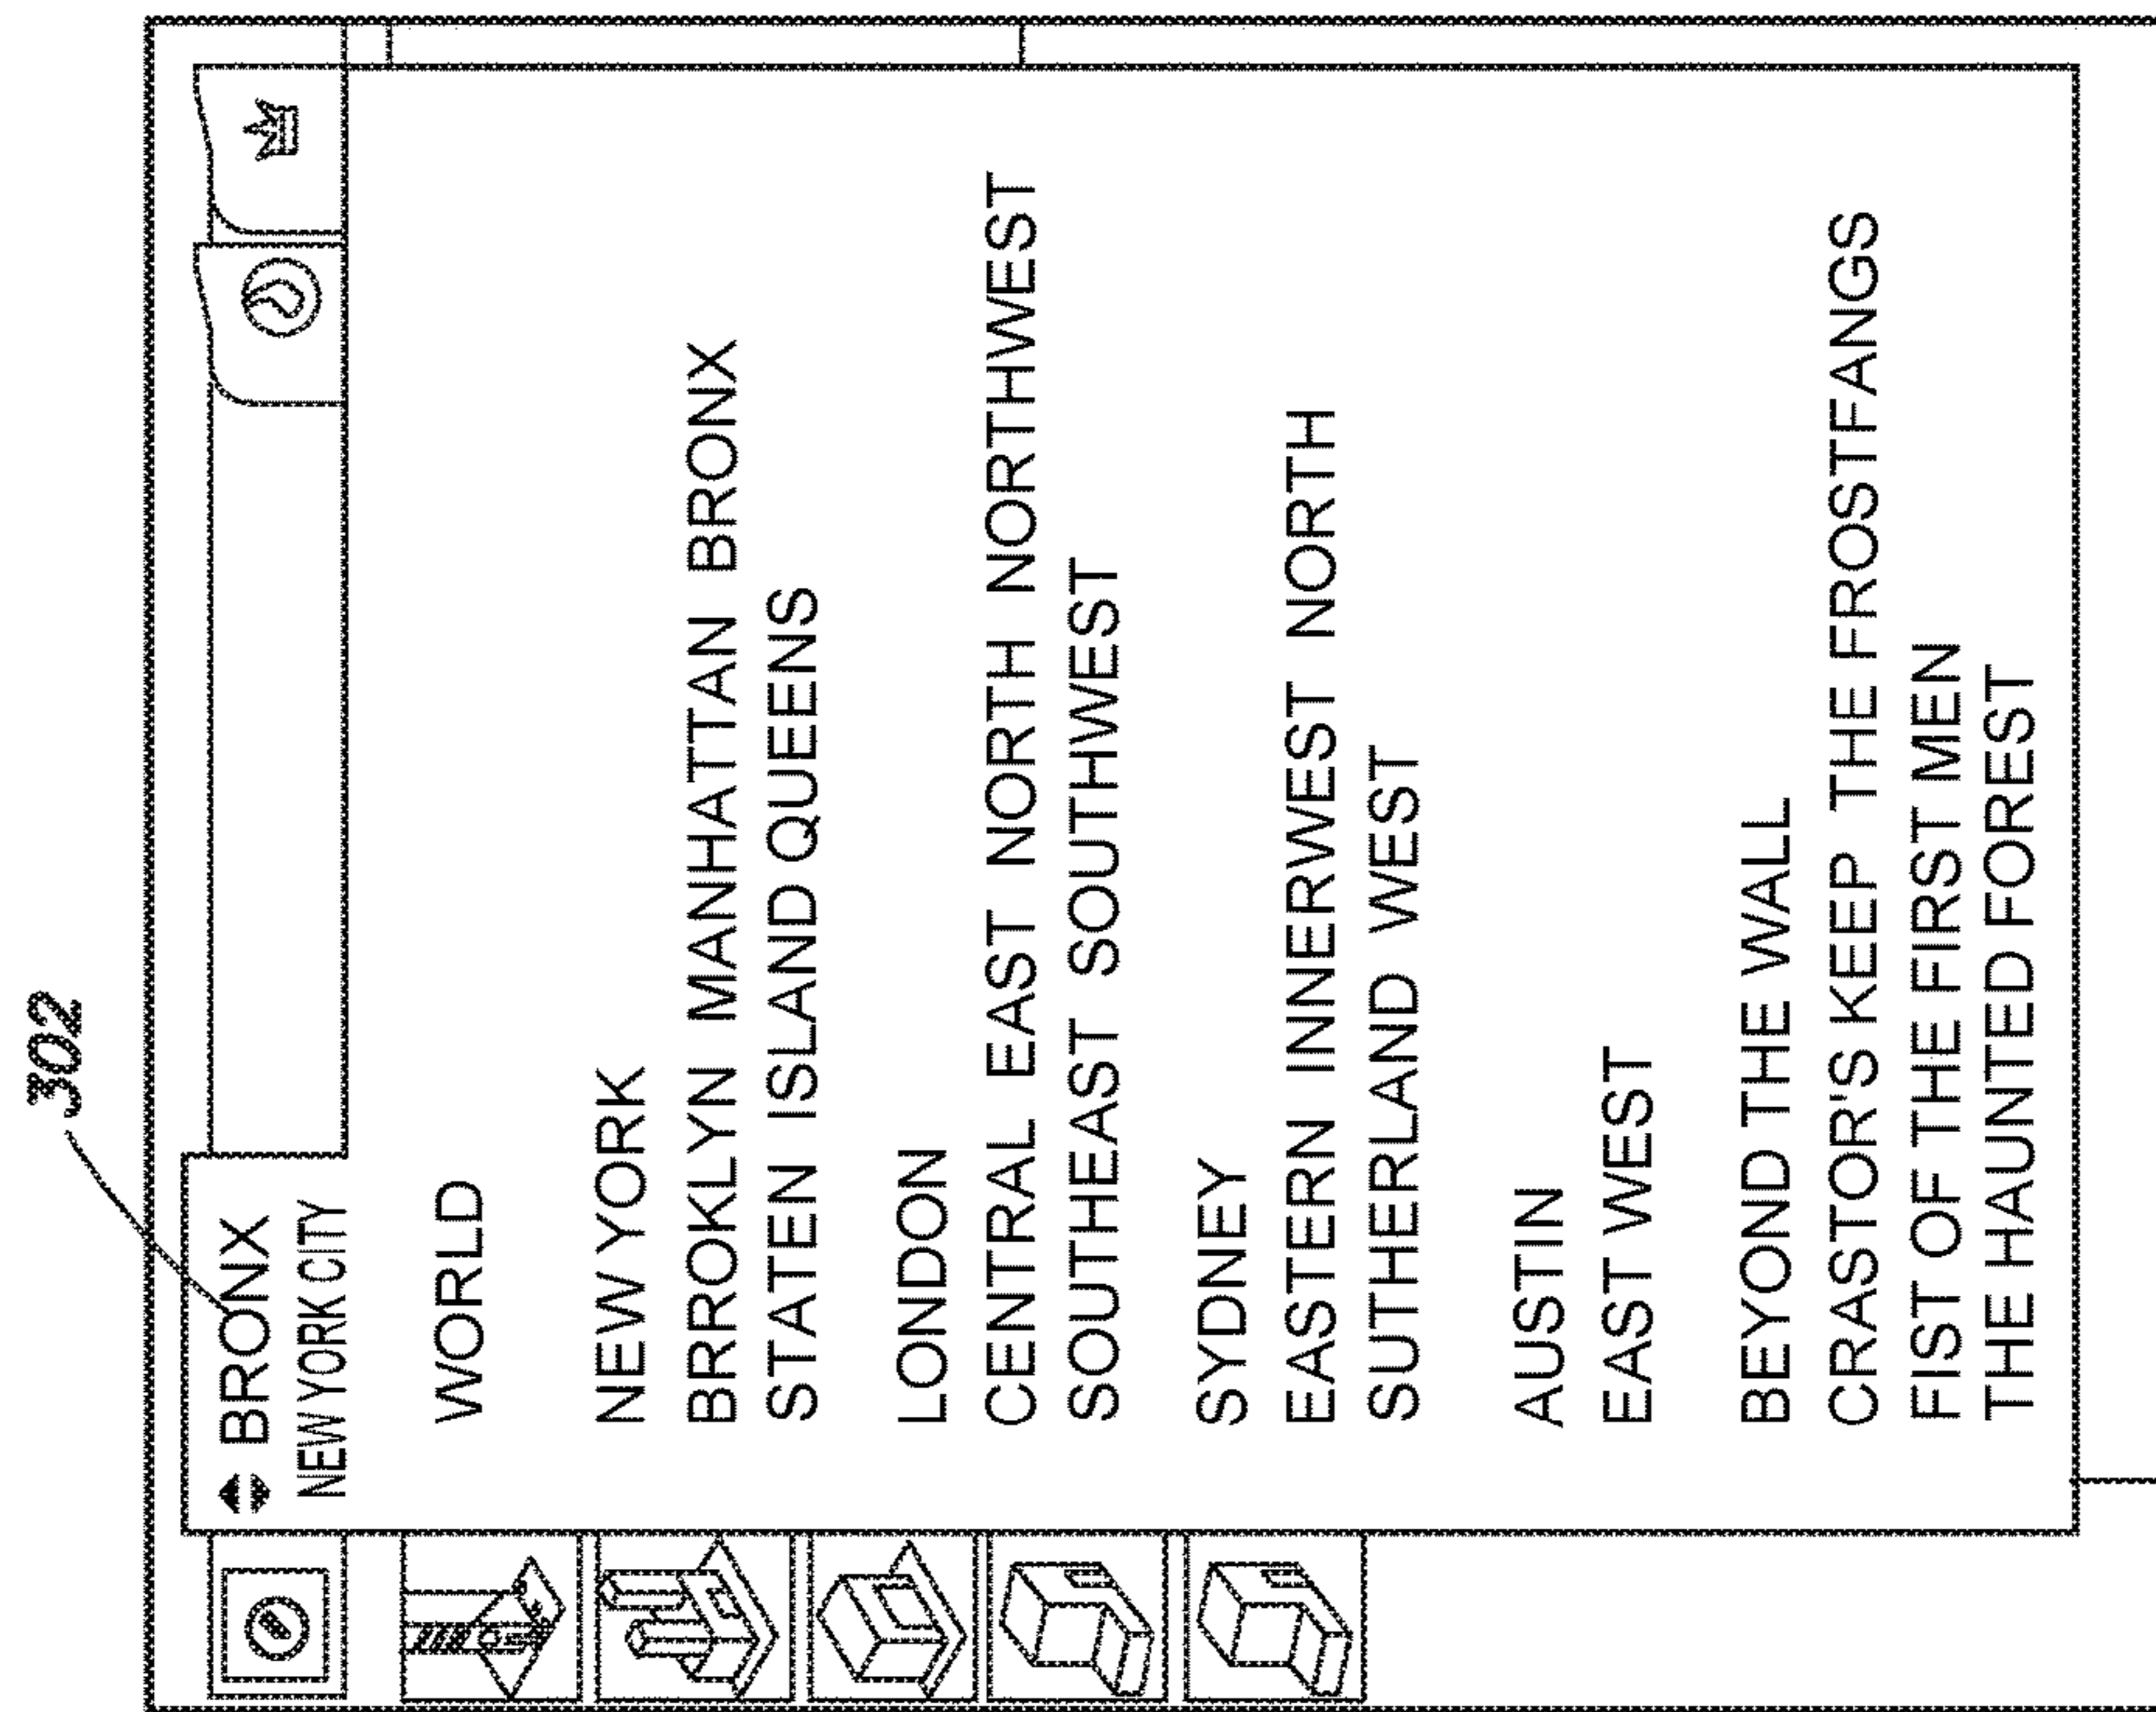 302
BRONX
NEW YORK CITY
WORLD
NEW YORK
BRROKLYN MANHATTAN BRONX
STATEN ISLAND QUEENS
LONDON
CENTRAL EAST NORTH NORTHWEST
SOUTHEAST SOUTHWEST
SYDNEY
EASTERN INNERWEST NORTH
SUTHERLAND WEST
AUSTIN
EAST WEST
BEYOND THE WALL
CRASTOR'S KEEP THE FROSTFANGS
FIST OF THE FIRST MEN
THE HAUNTED FOREST